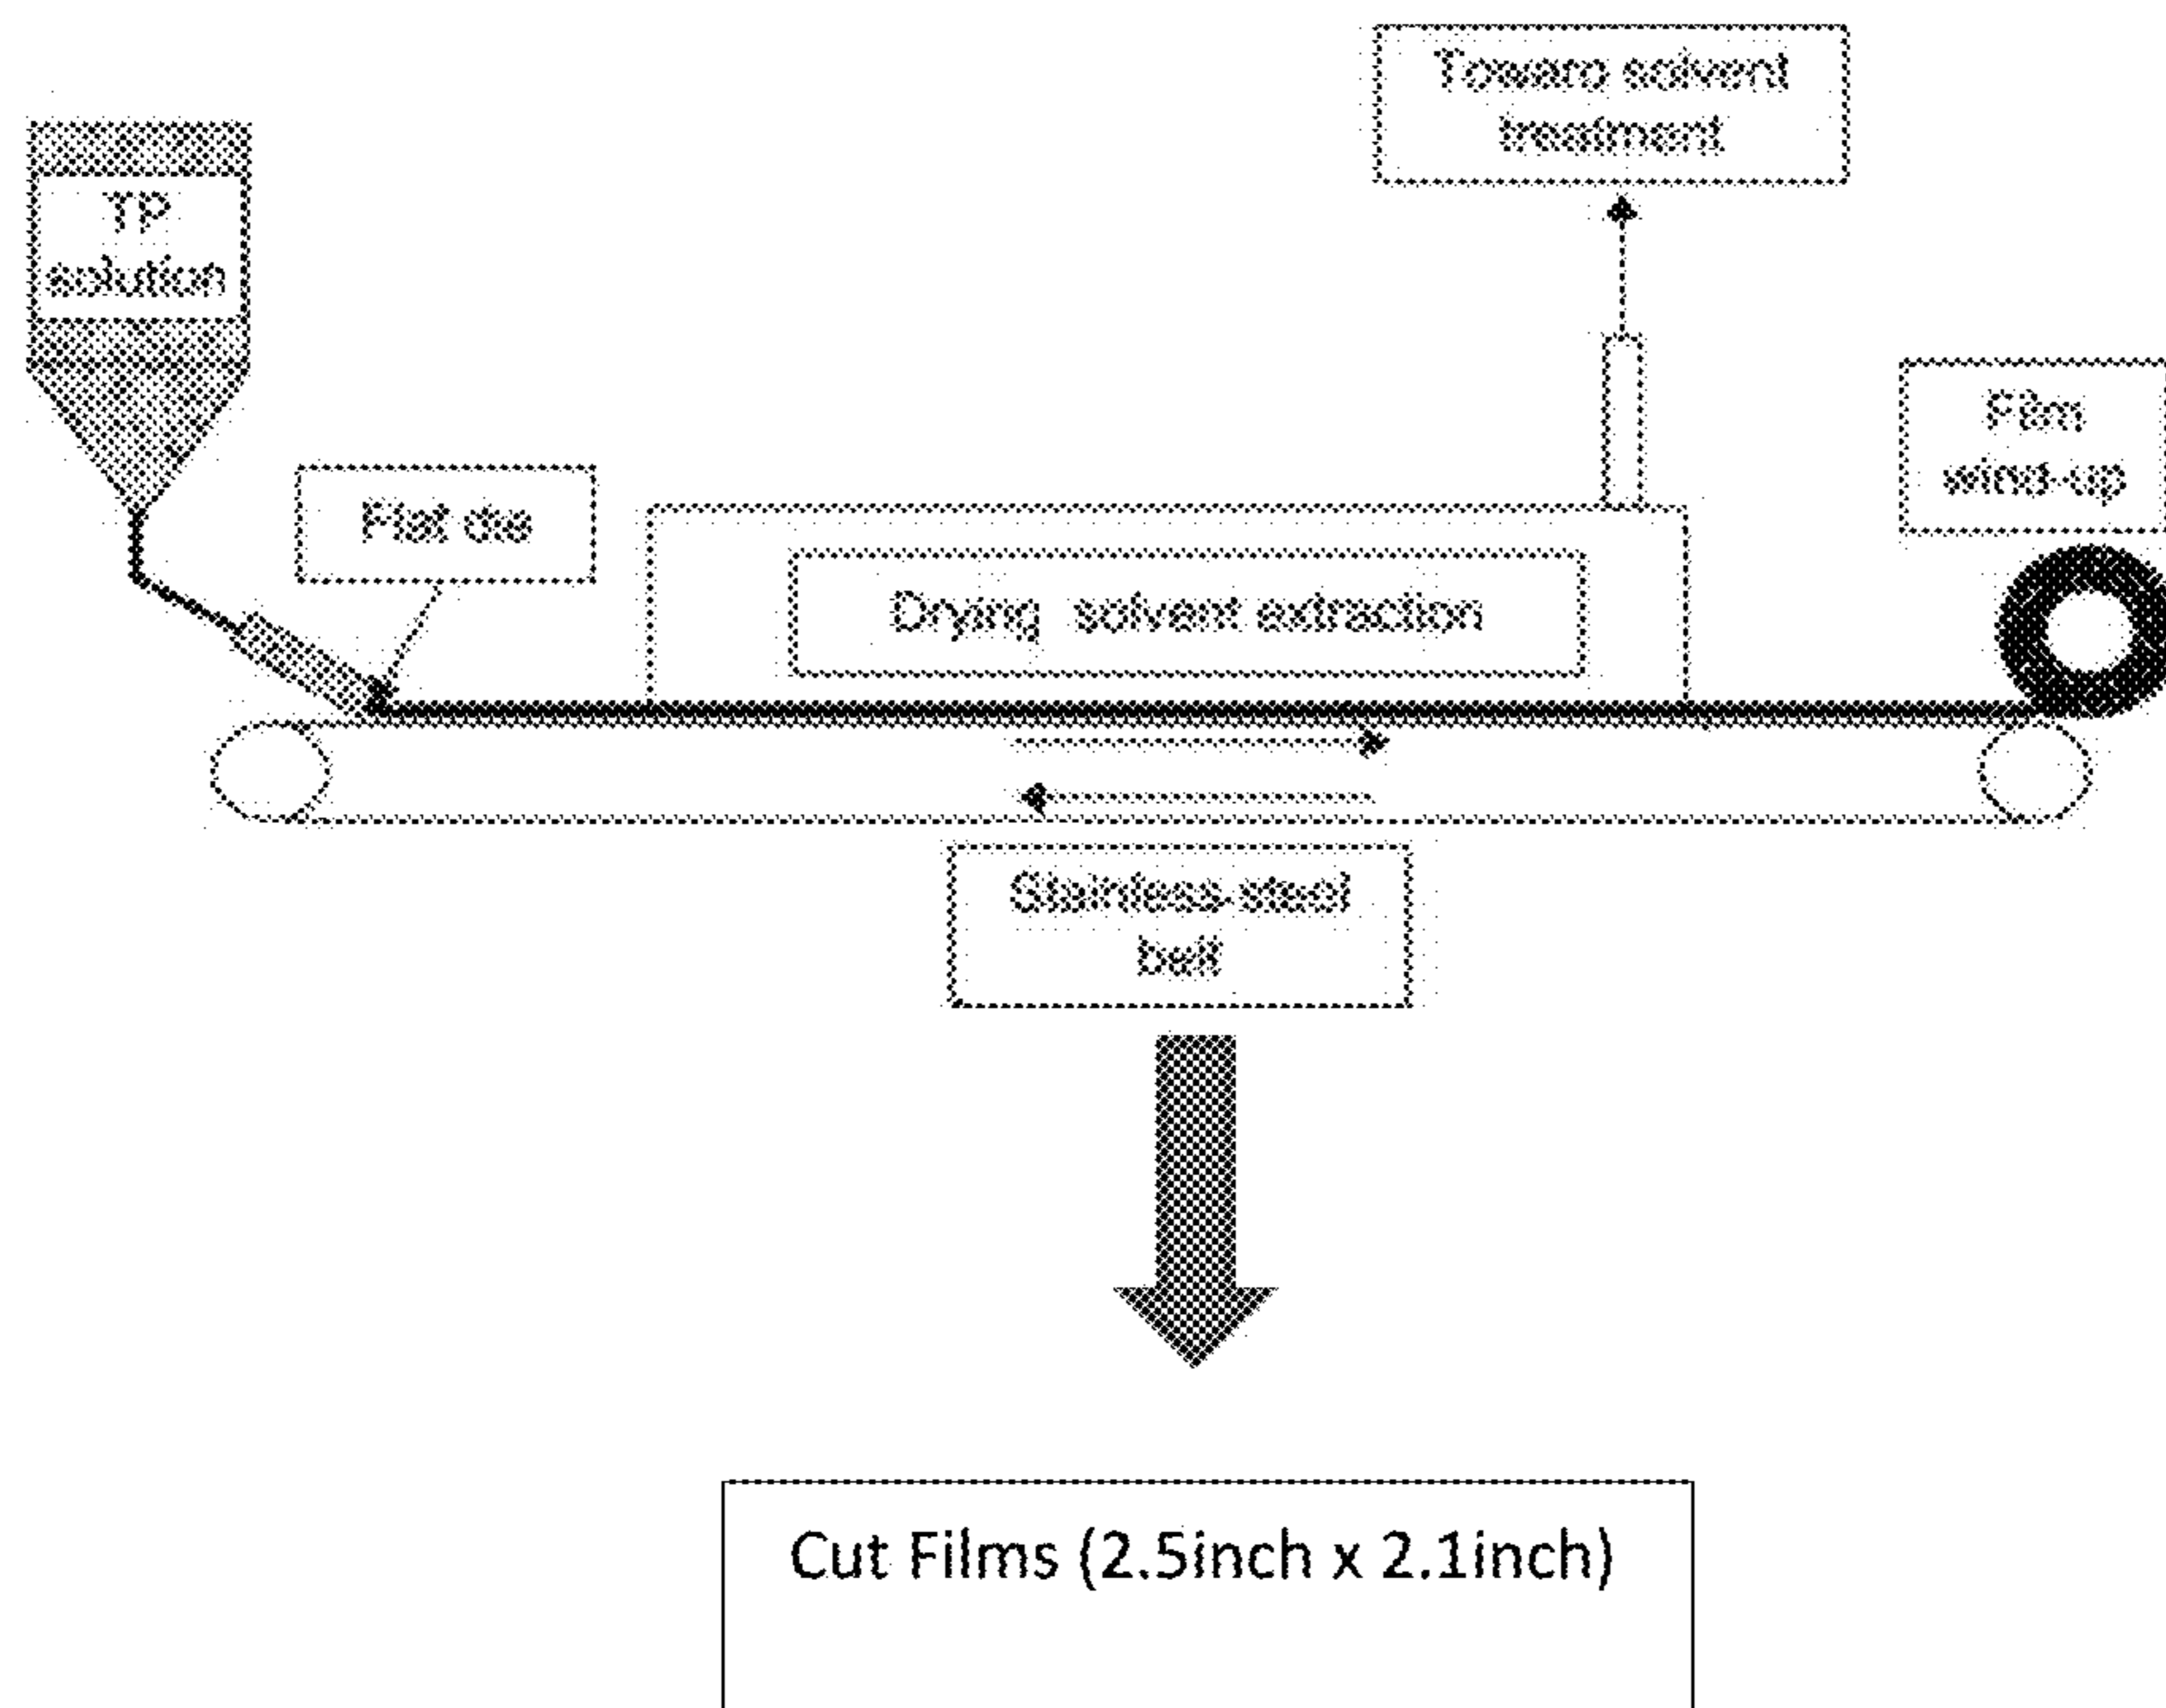 Toward solvent
treatment
TP
solution
Film
wind-up
Flat die
Drying solvent extraction
Stainless-steel
belt
Cut Films (2.5inch x 2.1inch)